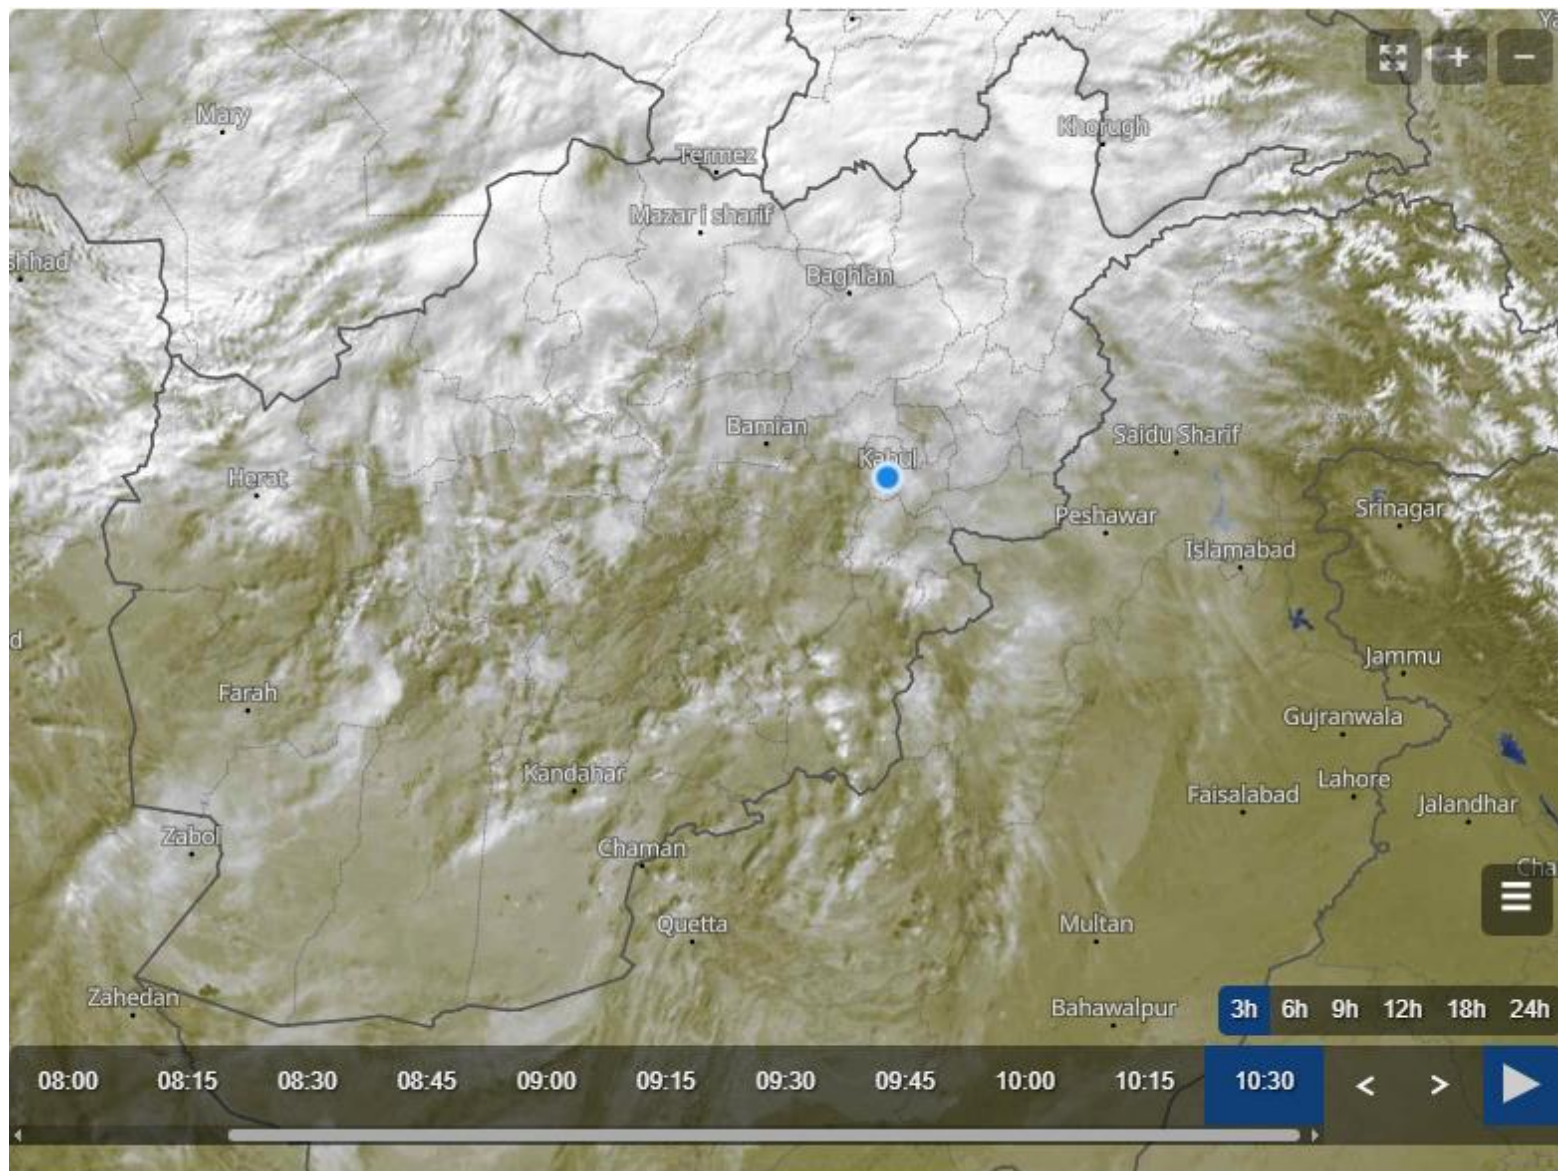 Mary
Khorugh
Termez
Mazar i sharif
shhad
Baghlan
Bamian
Saidu Sharif
Kabul
Herat
Peshawar
Srinagar
Islamabad
d
Jammu
Farah
Gujranwala
Kandahar
Lahore
Faisalabad
Jalandhar
Zabol
Chaman
Cha
Quetta
Multan
Zahedan
Bahawalpur
3h 6h 9h 12h 18h 24h
08:00 08:15 08:30 08:45 09:00 09:15 09:30 09:45 10:00 10:15 10:30 < >